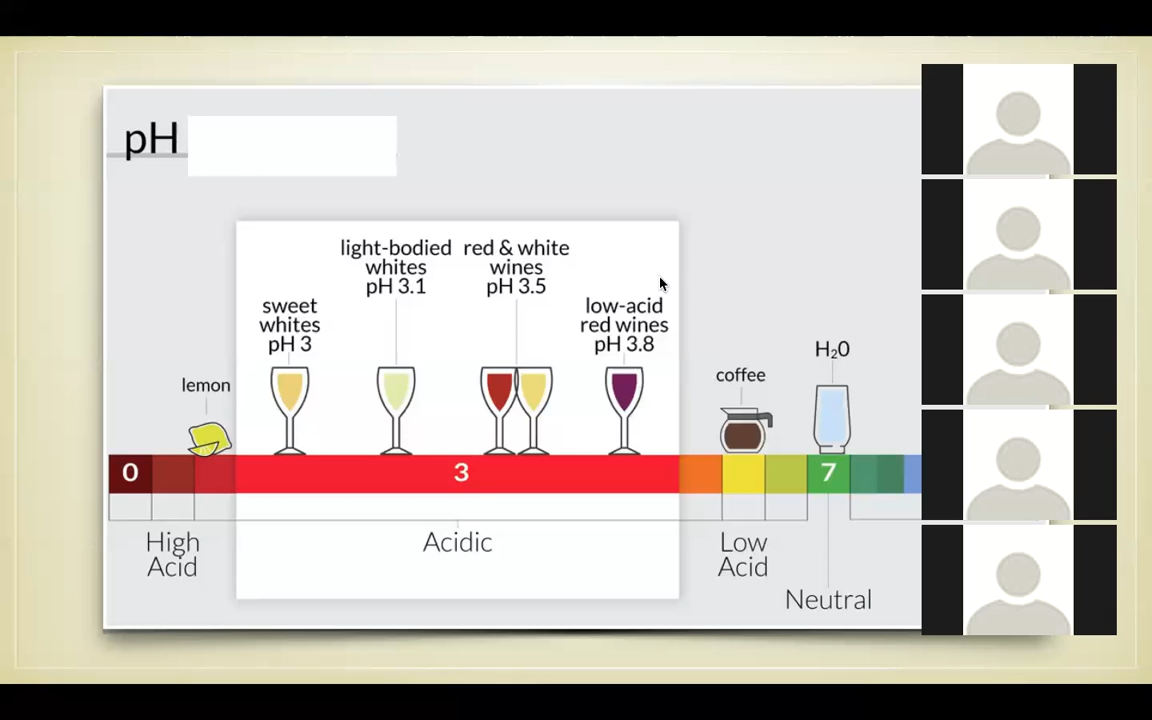 pH
light-bodied
whites
pH 3.1
red & white
wines
pH 3.5
sweet
whites
pH 3
low-acid
red wines
pH 3.8
lemon
coffee
H₂0
0
3
7
High
Acid
Acidic
Low
Acid
Neutral